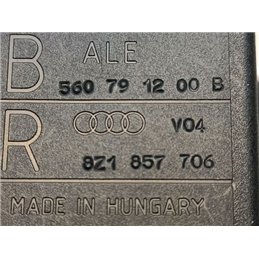 B ALE
560 79 12 00 B
R V04
8Z1 857 706
MADE IN HUNGARY